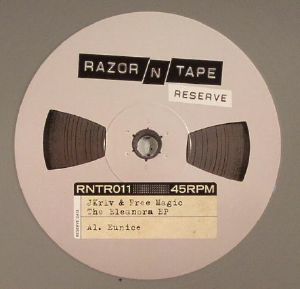 RAZOR N TAPE
RESERVE
RNTR011 45RPM
JKriv & Free Magic
The Eleanora EP
A1. Eunice